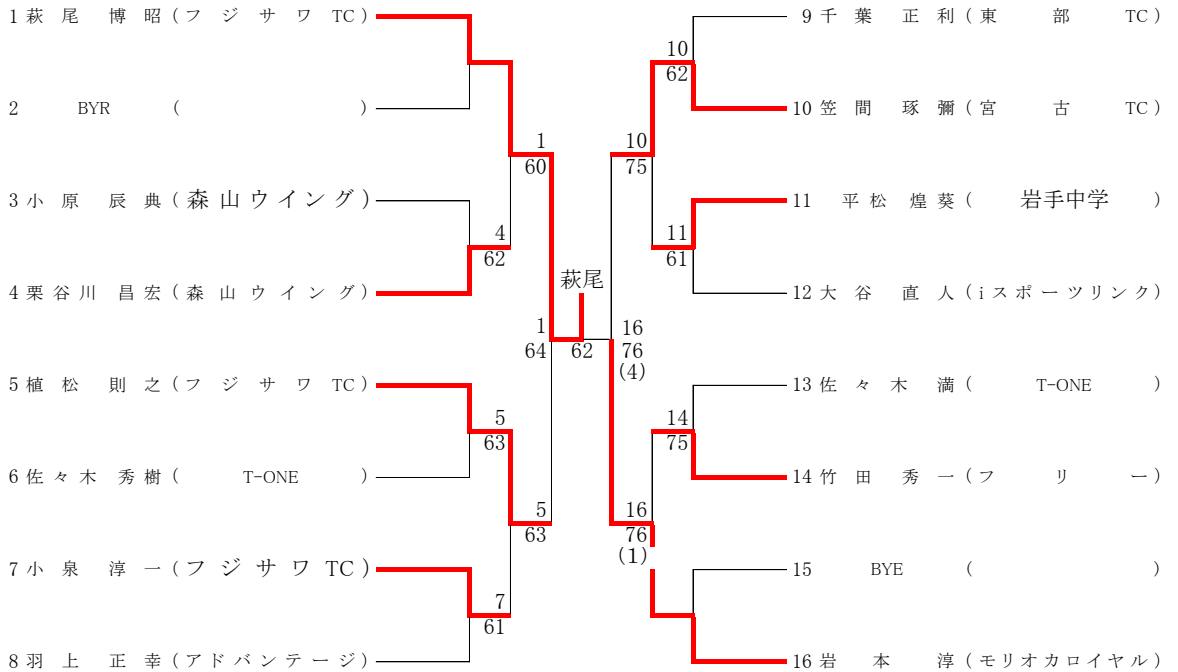 1 萩尾 博昭 (フジサワ TC)
2 BYR ( )
1
60
3 小原 辰典 (森山ウイング)
4
62
4 栗谷川 昌宏 (森山ウイング)
1
64
5 植松 則之 (フジサワ TC)
5
63
6 佐々木 秀樹 ( T-ONE )
5
63
7 小泉 淳一 (フジサワ TC)
7
61
8 羽上 正幸 (アドバンテージ)
萩尾
62
9 千葉 正利 (東部 TC)
10
62
10 笠間 琢彌 (宮古 TC)
10
75
11 平松 煌葵 ( 岩手中学 )
11
61
12 大谷 直人 (iスポーツリンク)
16
76
(4)
13 佐々木 満 ( T-ONE )
14
75
14 竹田 秀一 (フリー)
16
76
(1)
15 BYE ( )
16 岩本 淳 (モリオカロイヤル)